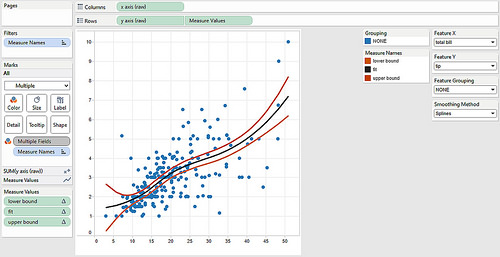 Pages
Columns
x axis (raw)
Rows
y axis (raw)
Measure Values
Filters
Measure Names
Marks
All
Multiple
Color
Size
Label
Detail
Tooltip
Shape
Multiple Fields
Measure Names
SUM(y axis (raw))
Measure Values
Measure Values
lower bound
fit
upper bound
10
9
8
7
6
5
4
3
2
1
0
0
5
10
15
20
25
30
35
40
45
50
Grouping
NONE
Measure Names
lower bound
fit
upper bound
Feature X
total bill
Feature Y
tip
Feature Grouping
NONE
Smoothing Method
Splines